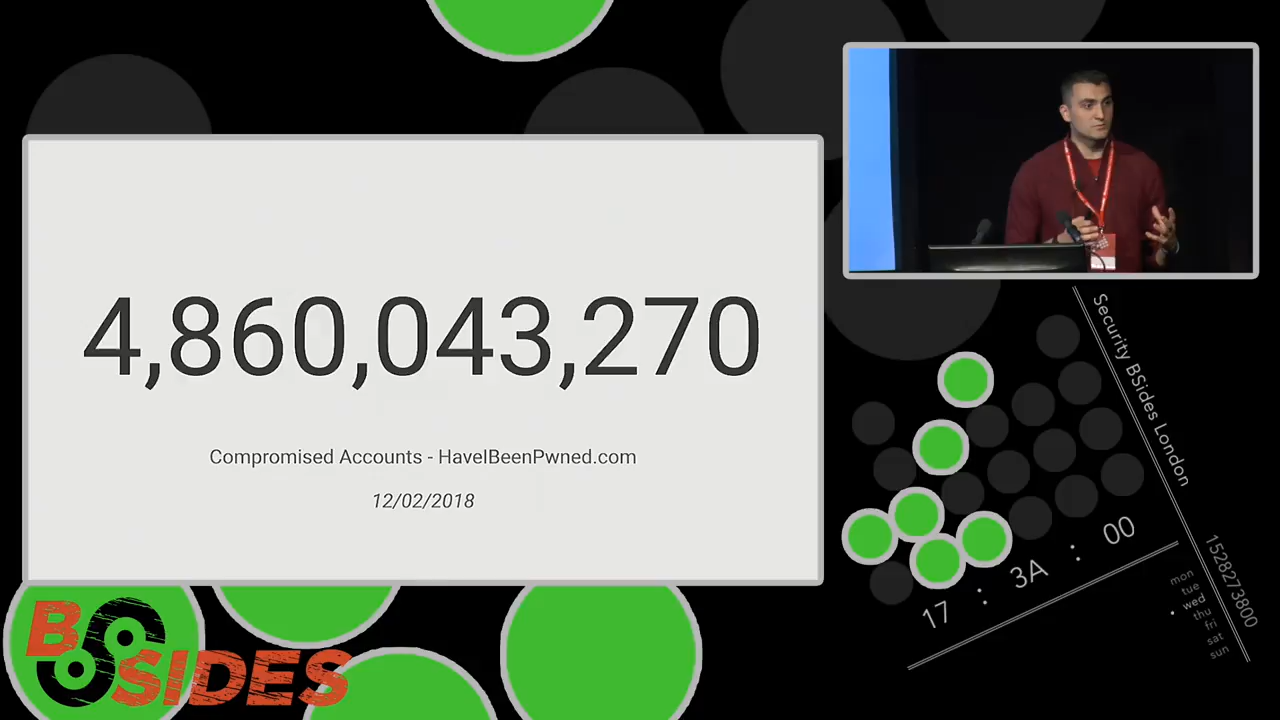 4,860,043,270
Compromised Accounts - HaveIBeenPwned.com
12/02/2018
Security BSides London
17 : 3A : 00
1528273800
mon
tue
wed
thu
fri
sat
sun
BSIDES